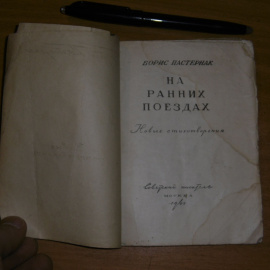 БОРИС ПАСТЕРНАК
НА
РАННИХ
ПОЕЗДАХ
Новые стихотворения
Советский писатель
МОСКВА